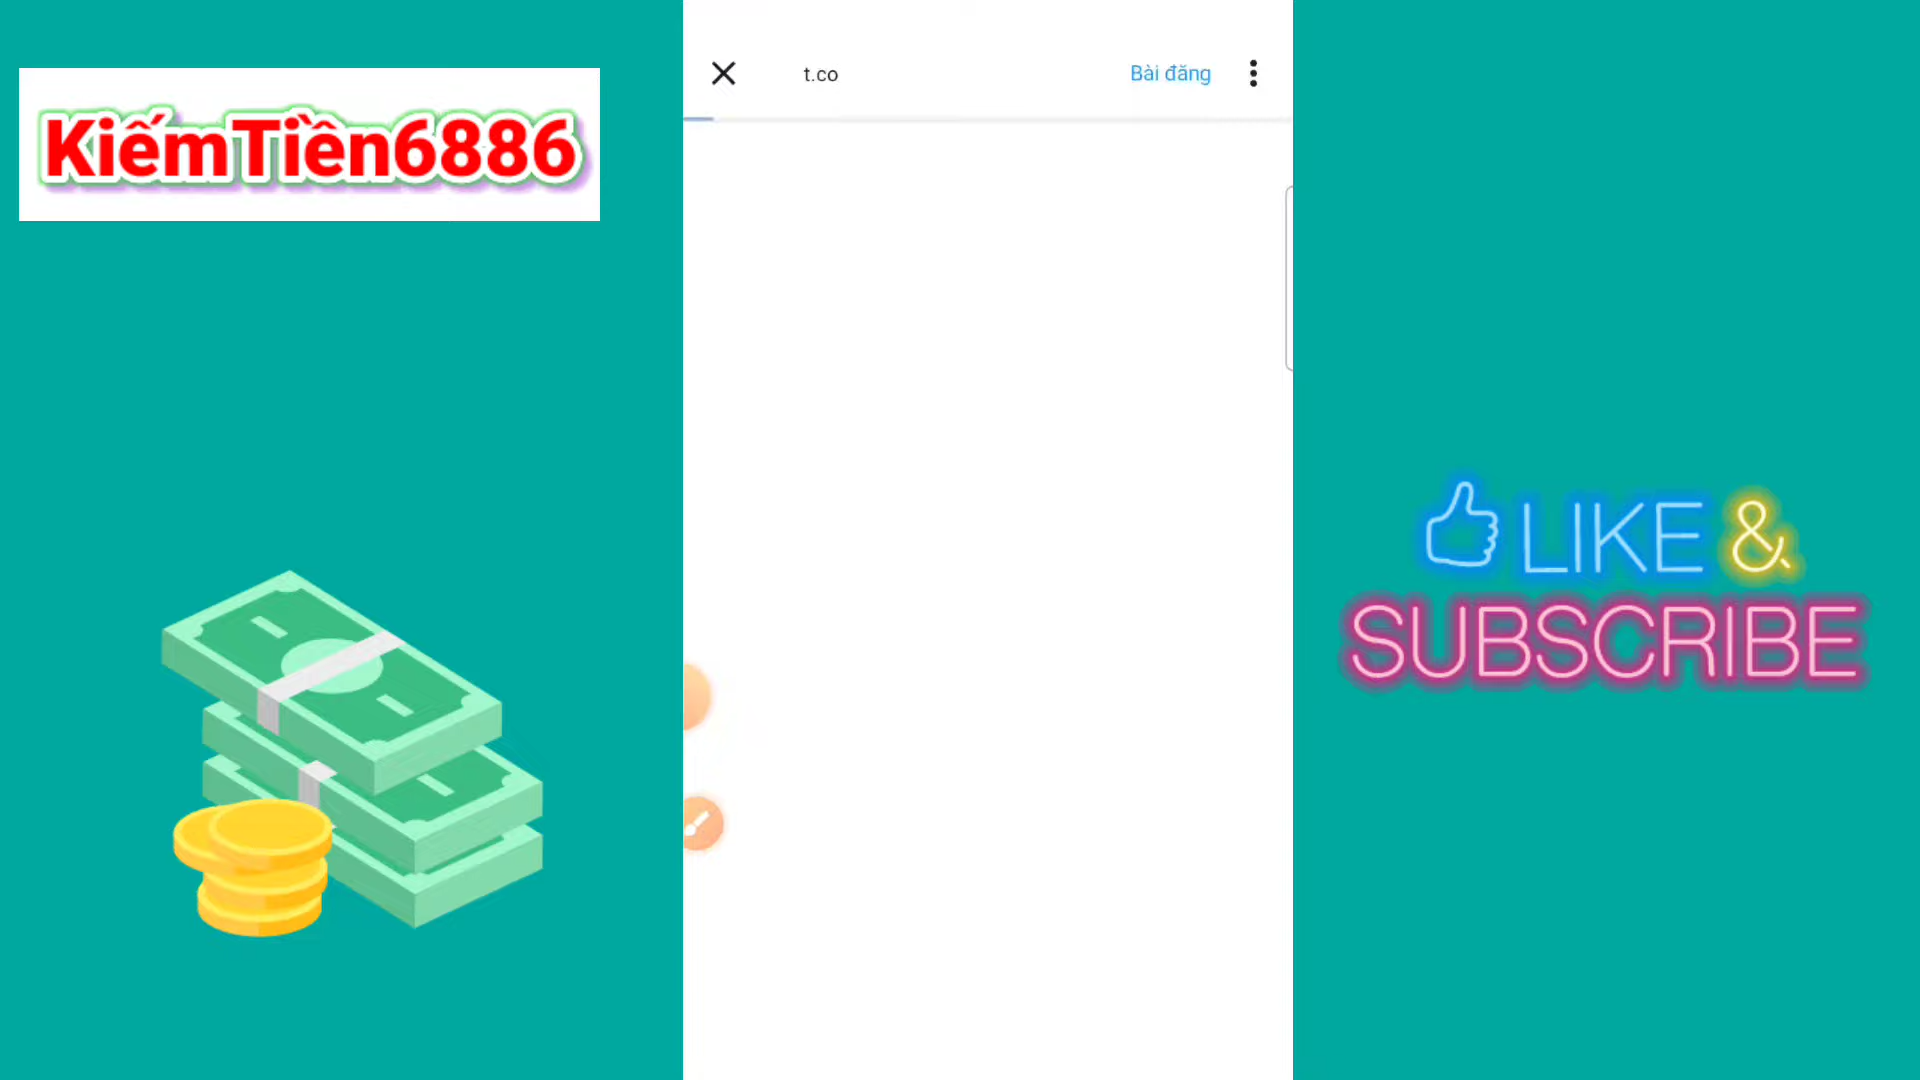 KiếmTiền6886
t.co
Bài đăng
LIKE &
SUBSCRIBE